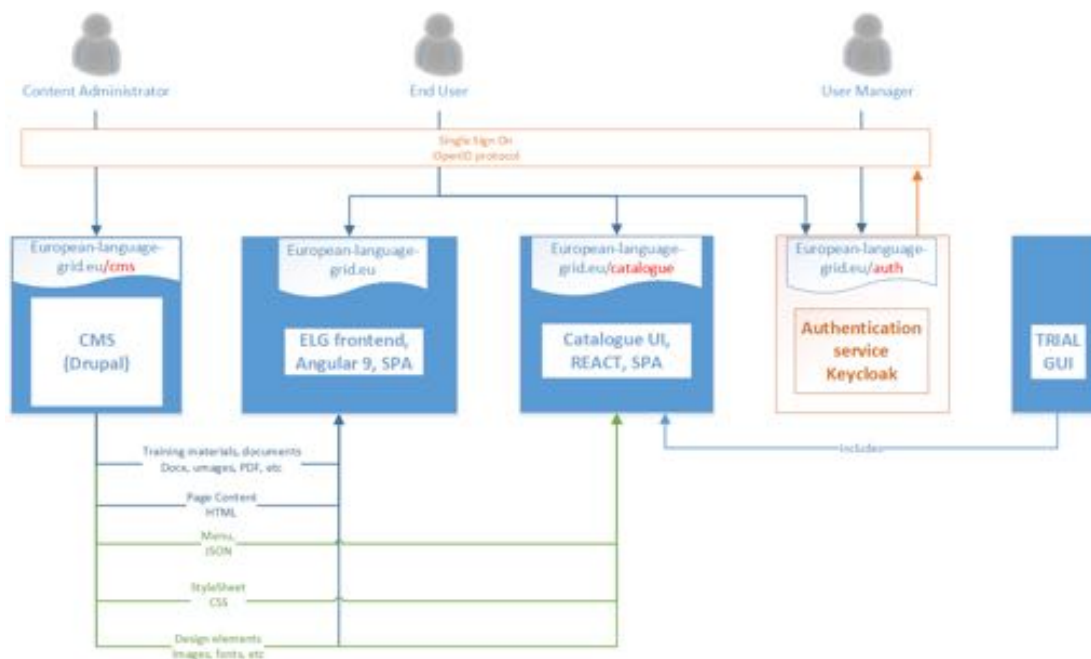 Content Administrator
End User
User Manager
Single Sign On
OpenID protocol
European-language-
grid.eu/cms
European-language-
grid.eu
European-language-
grid.eu/catalogue
European-language-
grid.eu/auth
CMS
(Drupal)
ELG frontend,
Angular 9, SPA
Catalogue UI,
REACT, SPA
Authentication
service
Keycloak
TRIAL
GUI
Includes
Training materials, documents
Docx, umages, PDF, etc
Page Content
HTML
Menu,
JSON
StyleSheet
CSS
Design elements
Images, fonts, etc